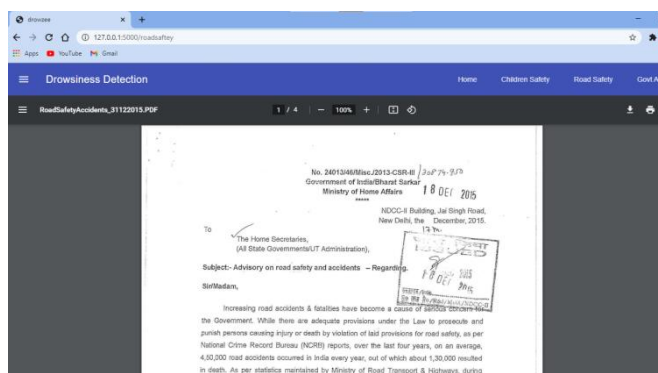 drowsee
127.0.0.1:5000/roadsaftey
Apps YouTube Gmail
Drowsiness Detection Home Children Safety Road Safety Govt A
RoadSafetyAccidents_31122015.PDF 1 / 4 100%
No. 24013/46/Misc./2013-CSR-III
Government of India/Bharat Sarkar
Ministry of Home Affairs 18 DEC 2015
*****
NDCC-II Building, Jai Singh Road,
New Delhi, the December, 2015.
To
The Home Secretaries,
(All State Governments/UT Administration),
ISSUED
18 DEC 2015
Subject:- Advisory on road safety and accidents – Regarding.
Sir/Madam,
Increasing road accidents & fatalities have become a cause of serious concern for
the Government. While there are adequate provisions under the Law to prosecute and
punish persons causing injury or death by violation of laid provisions for road safety, as per
National Crime Record Bureau (NCRB) reports, over the last four years, on an average,
4,50,000 road accidents occurred in India every year, out of which about 1,30,000 resulted
in death. As per statistics maintained by Ministry of Road Transport & Highways, during